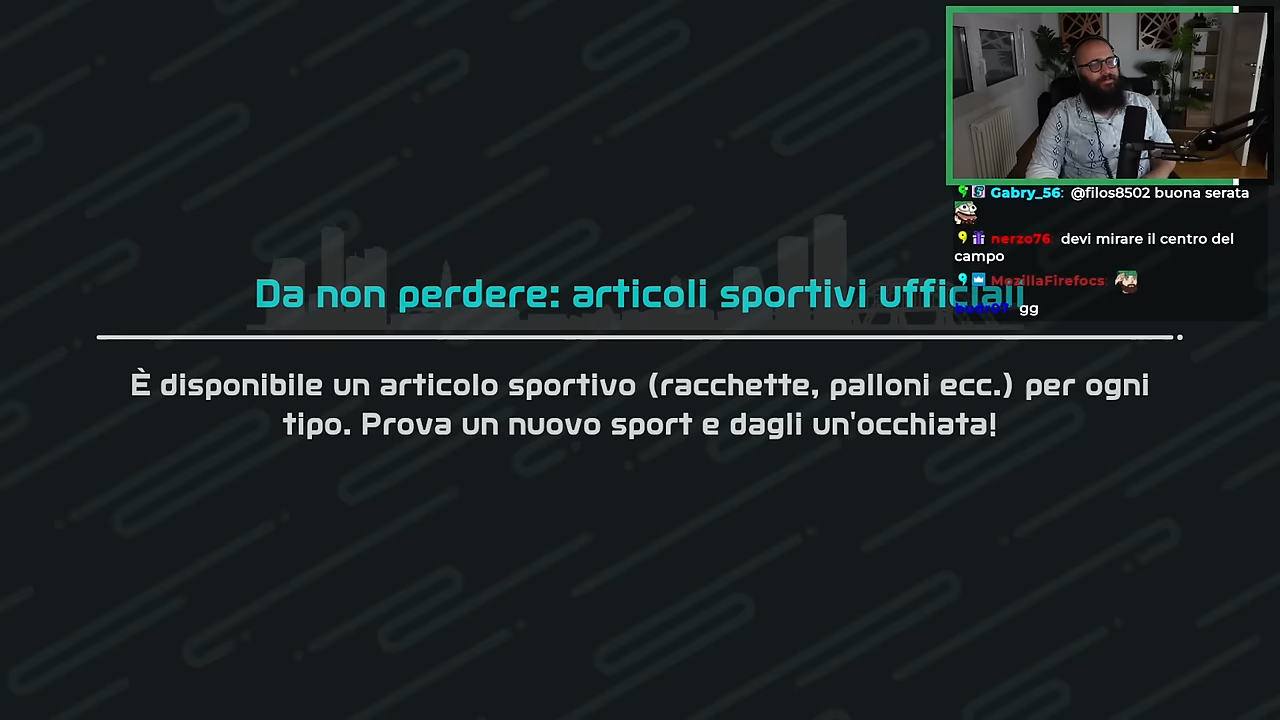 Gabry_56: @filos8502 buona serata
nerzo76: devi mirare il centro del
campo
MozillaFirefocs:
gg
Da non perdere: articoli sportivi ufficiali
È disponibile un articolo sportivo (racchette, palloni ecc.) per ogni
tipo. Prova un nuovo sport e dagli un'occhiata!